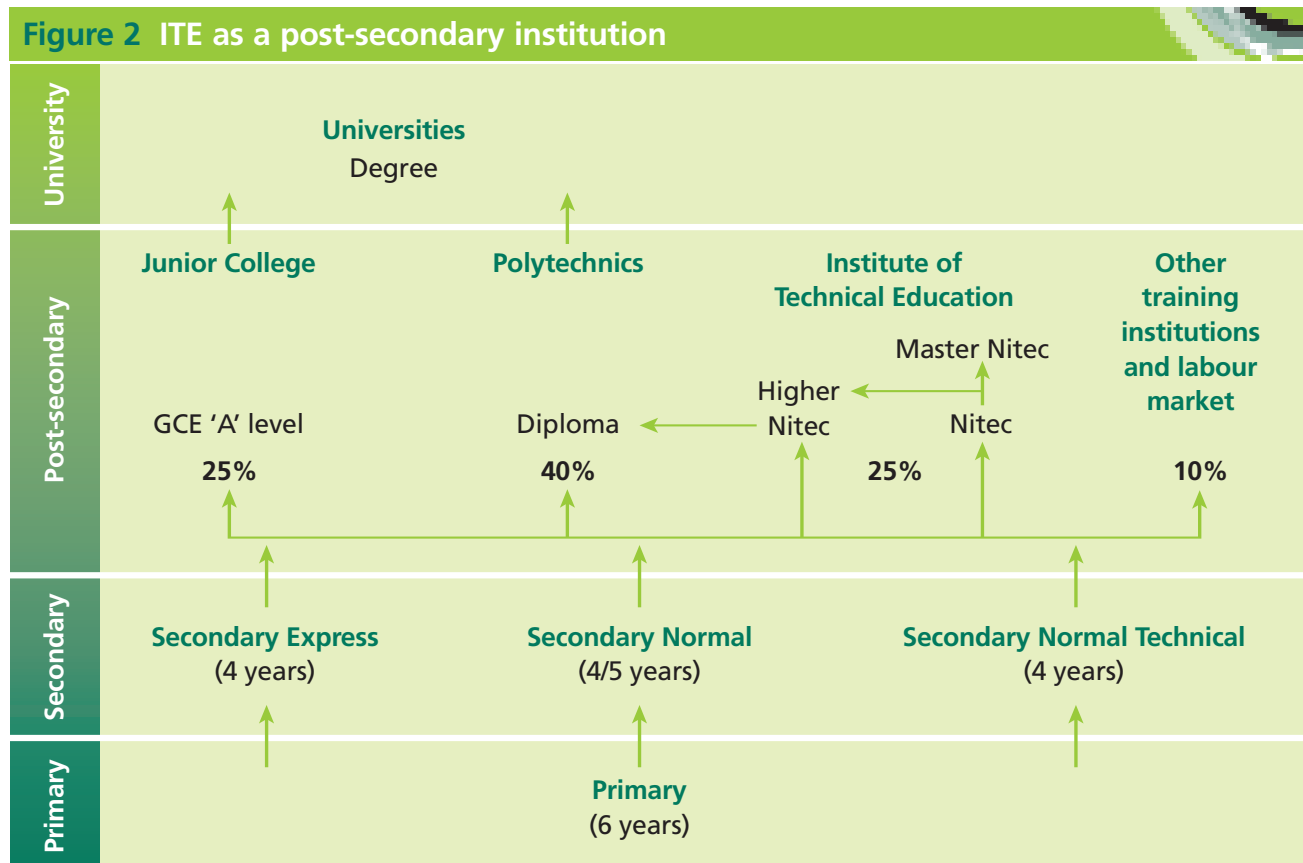 Figure 2 ITE as a post-secondary institution
University
Universities
Degree
Post-secondary
Junior College
Polytechnics
Institute of
Technical Education
Other
training
institutions
and labour
market
Master Nitec
Higher
Nitec
GCE 'A' level
Diploma
Nitec
25%
40%
25%
10%
Secondary
Secondary Express
(4 years)
Secondary Normal
(4/5 years)
Secondary Normal Technical
(4 years)
Primary
Primary
(6 years)